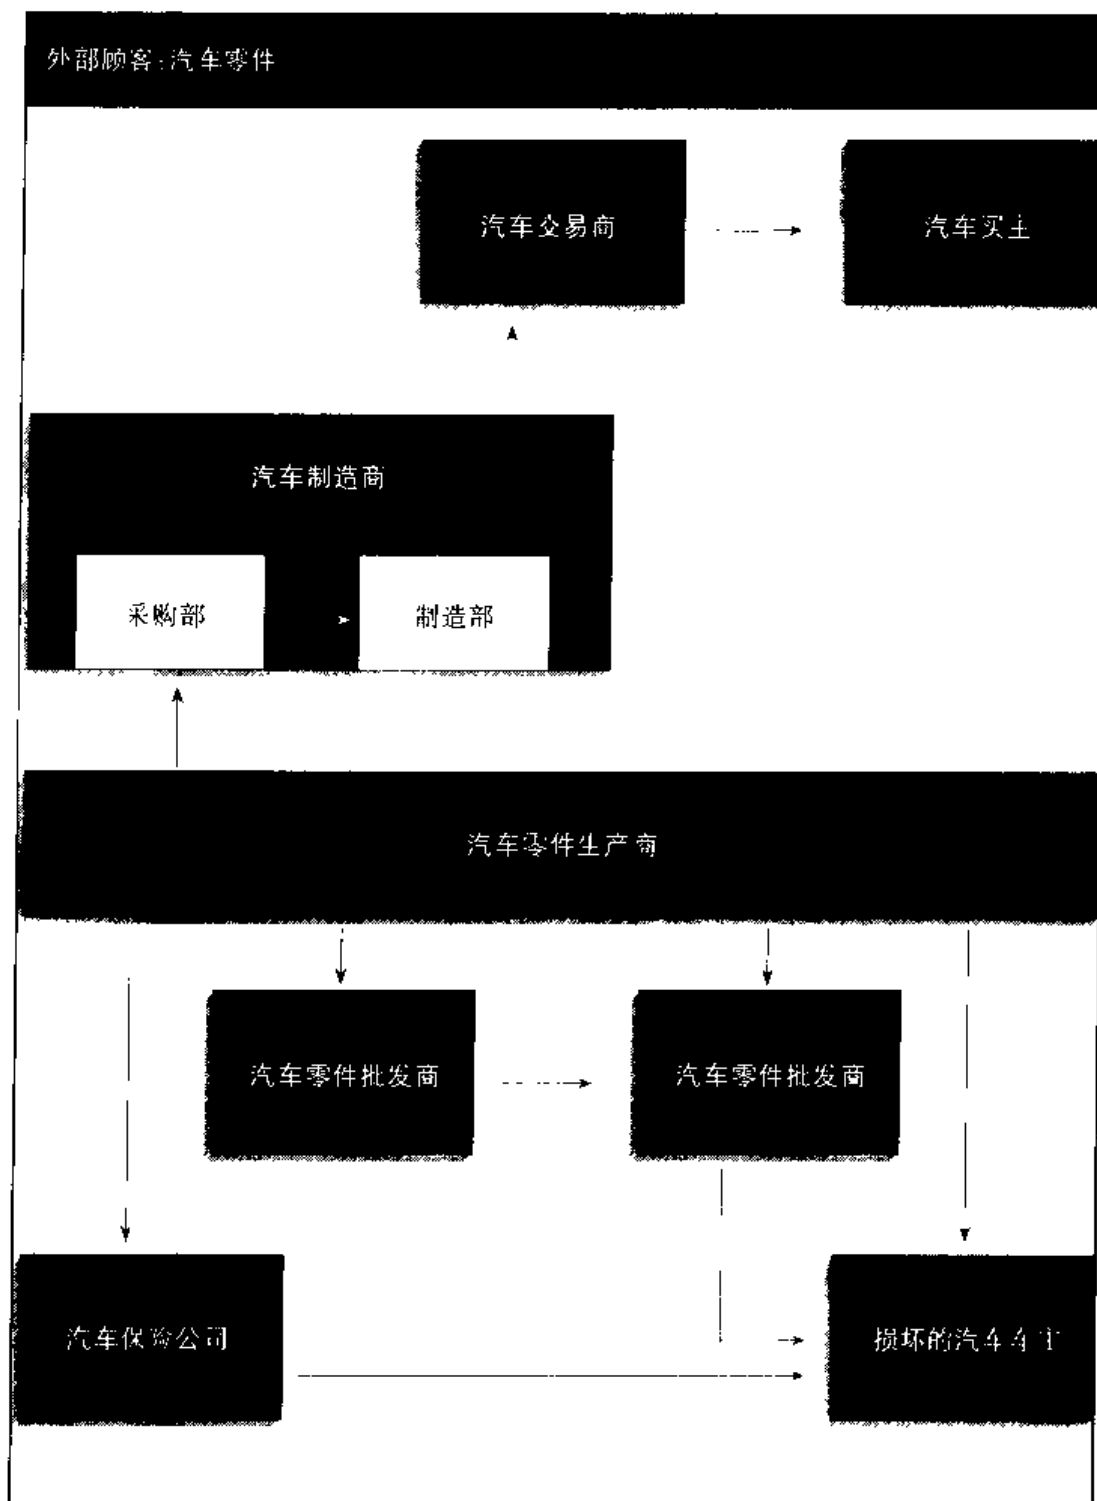 外部顾客:汽车零件
汽车交易商
汽车买主
汽车制造商
采购部
制造部
汽车零件生产商
汽车零件批发商
汽车零件批发商
汽车保险公司
损坏的汽车车主